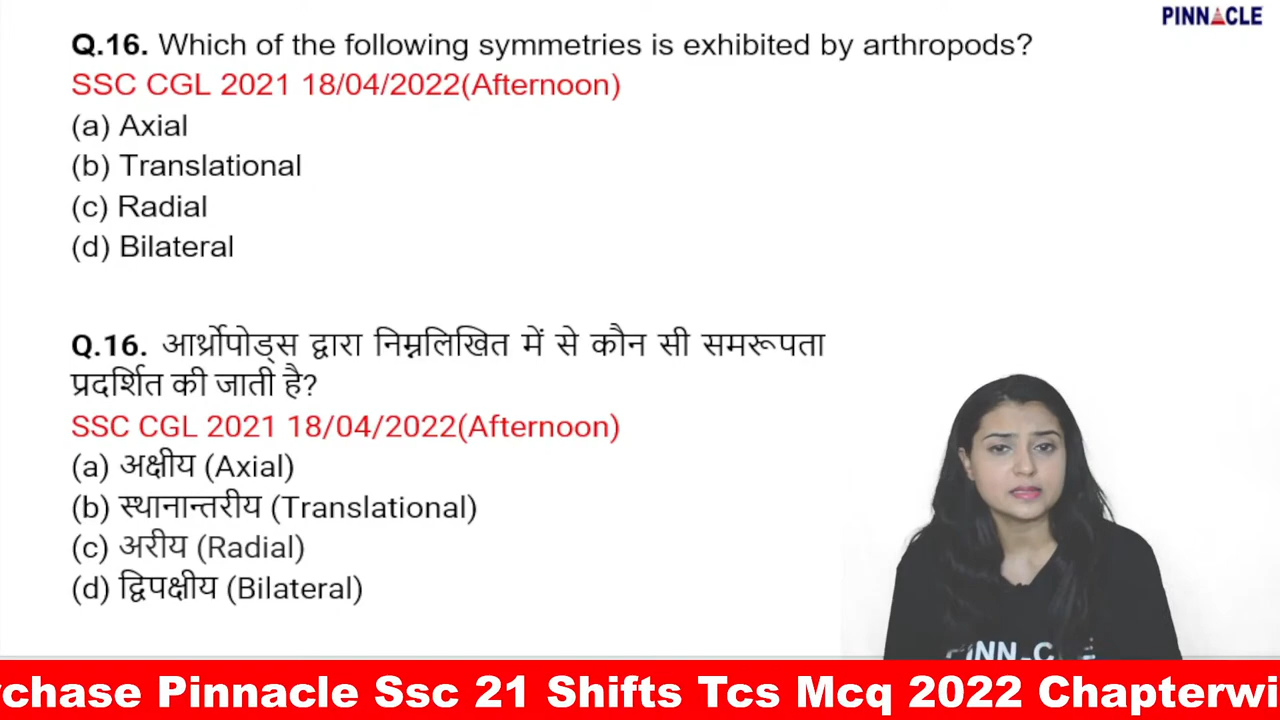 PINNACLE
Q.16. Which of the following symmetries is exhibited by arthropods?
SSC CGL 2021 18/04/2022(Afternoon)
(a) Axial
(b) Translational
(c) Radial
(d) Bilateral
Q.16. आर्थ्रोपोड्स द्वारा निम्नलिखित में से कौन सी समरूपता
प्रदर्शित की जाती है?
SSC CGL 2021 18/04/2022(Afternoon)
(a) अक्षीय (Axial)
(b) स्थानान्तरीय (Translational)
(c) अरीय (Radial)
(d) द्विपक्षीय (Bilateral)
Pinnacle Ssc 21 Shifts Tcs Mcq 2022